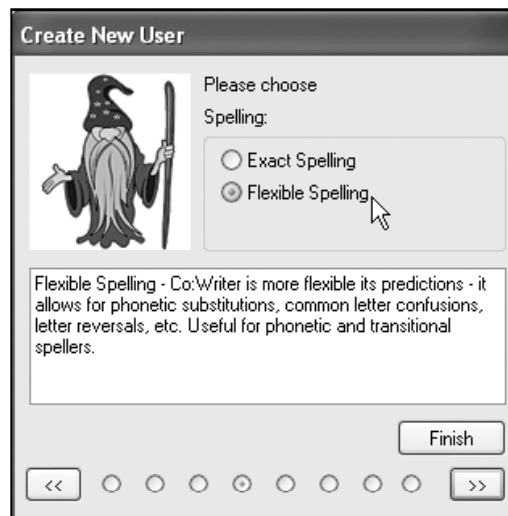 Create New User
Please choose
Spelling:
Exact Spelling
Flexible Spelling
Flexible Spelling - Co:Writer is more flexible its predictions - it
allows for phonetic substitutions, common letter confusions,
letter reversals, etc. Useful for phonetic and transitional
spellers.
Finish
<< >>